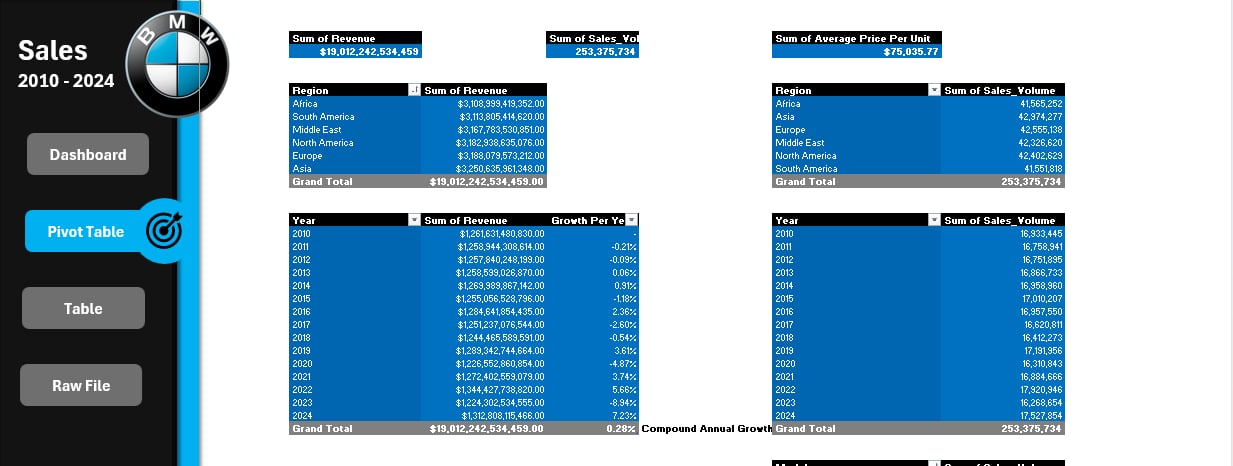 BMW
Sales
2010 - 2024
Dashboard
Pivot Table
Table
Raw File
Sum of Revenue
$19,012,242,534,459
Sum of Sales_Vol
253,375,734
Sum of Average Price Per Unit
$75,035.77
Region Sum of Revenue
Africa $3,108,999,419,352.00
South America $3,113,805,414,620.00
Middle East $3,167,783,530,851.00
North America $3,182,938,635,076.00
Europe $3,188,079,573,212.00
Asia $3,250,635,961,348.00
Grand Total $19,012,242,534,459.00
Region Sum of Sales_Volume
Africa 41,565,252
Asia 42,974,277
Europe 42,555,138
Middle East 42,326,620
North America 42,402,629
South America 41,551,818
Grand Total 253,375,734
Year Sum of Revenue Growth Per Ye
2010 $1,261,631,480,830.00 -
2011 $1,258,944,308,614.00 -0.21%
2012 $1,257,840,248,199.00 -0.09%
2013 $1,258,599,026,870.00 0.06%
2014 $1,269,989,867,142.00 0.91%
2015 $1,255,056,528,796.00 -1.18%
2016 $1,284,641,854,435.00 2.36%
2017 $1,251,237,076,544.00 -2.60%
2018 $1,244,465,589,591.00 -0.54%
2019 $1,289,342,744,664.00 3.61%
2020 $1,226,552,860,854.00 -4.87%
2021 $1,272,402,559,079.00 3.74%
2022 $1,344,427,738,820.00 5.66%
2023 $1,224,302,534,555.00 -8.94%
2024 $1,312,808,115,466.00 7.23%
Grand Total $19,012,242,534,459.00 0.28% Compound Annual Growth
Year Sum of Sales_Volume
2010 16,933,445
2011 16,758,941
2012 16,751,895
2013 16,866,733
2014 16,958,960
2015 17,010,207
2016 16,957,550
2017 16,620,811
2018 16,412,273
2019 17,191,956
2020 16,310,843
2021 16,884,666
2022 17,920,946
2023 16,268,654
2024 17,527,854
Grand Total 253,375,734